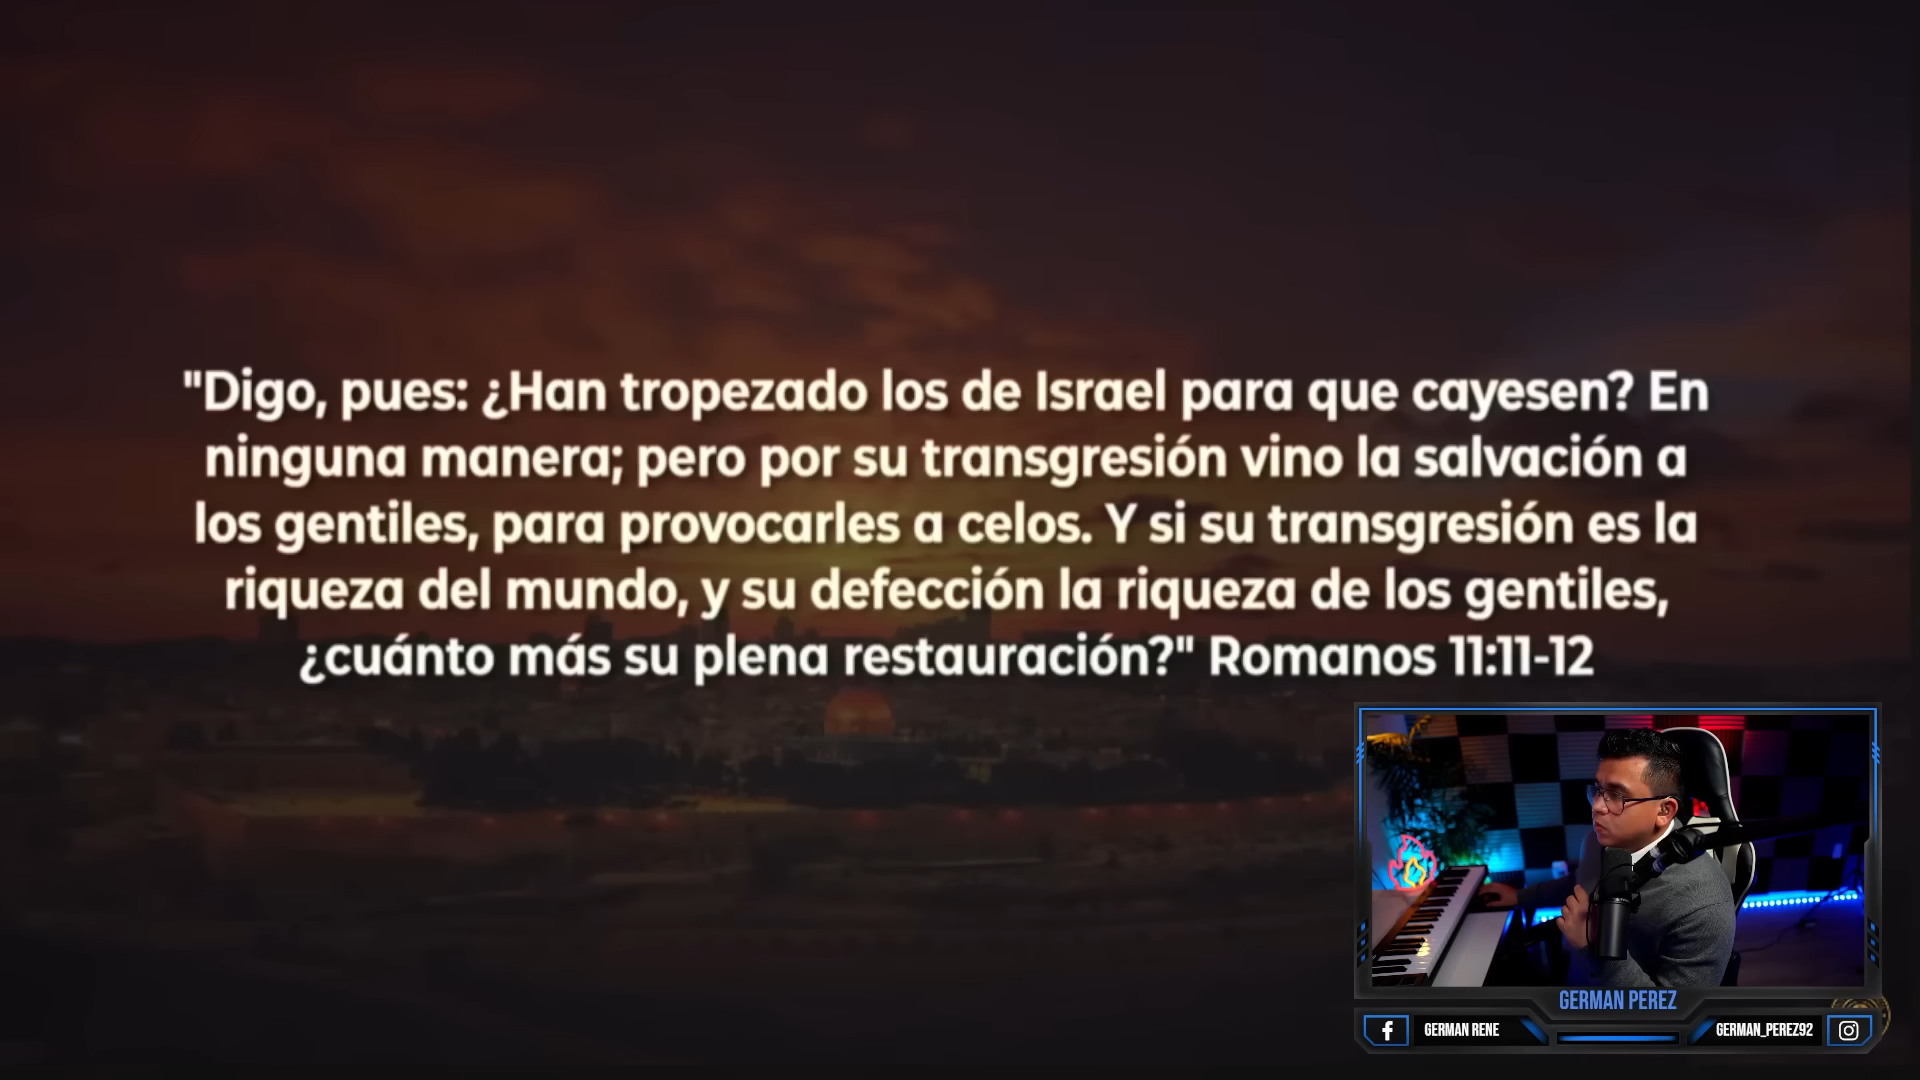 "Digo, pues: ¿Han tropezado los de Israel para que cayesen? En
ninguna manera; pero por su transgresión vino la salvación a
los gentiles, para provocarles a celos. Y si su transgresión es la
riqueza del mundo, y su defección la riqueza de los gentiles,
¿cuánto más su plena restauración?" Romanos 11:11-12
GERMAN PEREZ
GERMAN RENE
GERMAN_PEREZ92